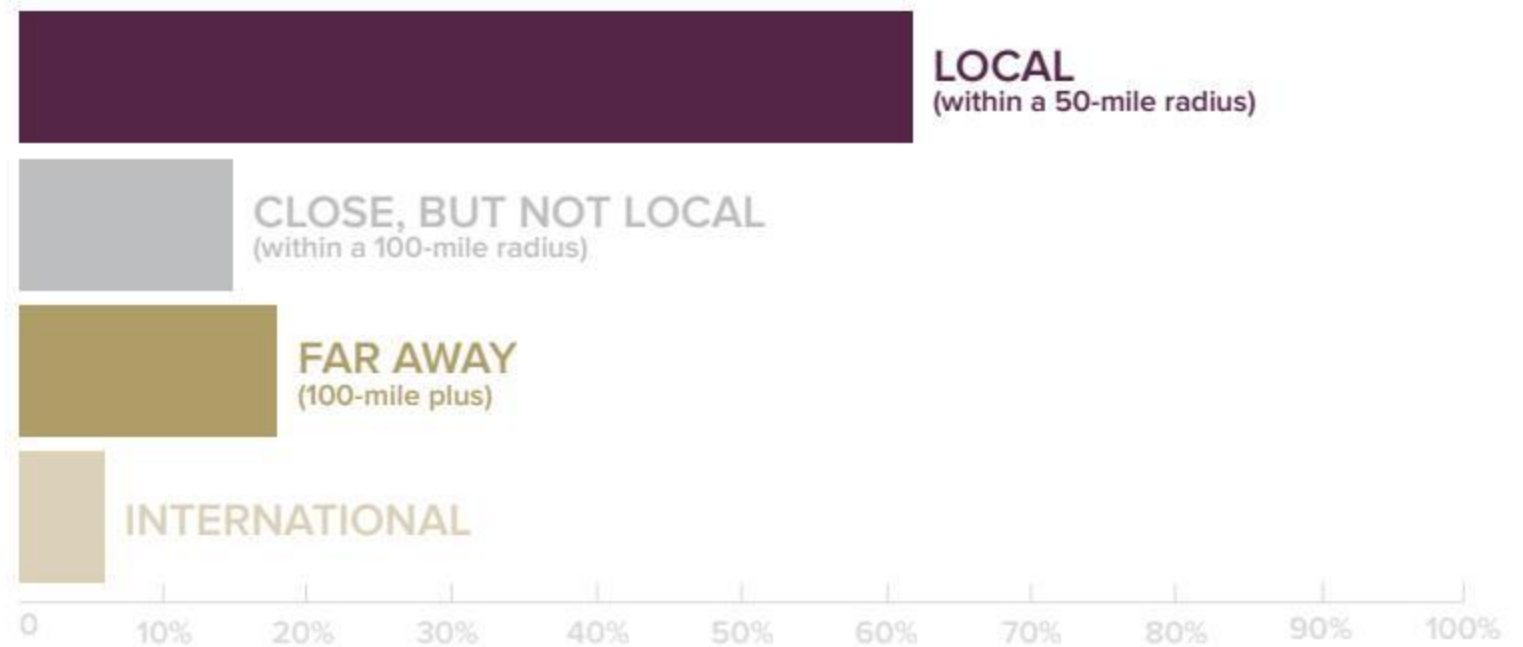 LOCAL
(within a 50-mile radius)
CLOSE, BUT NOT LOCAL
(within a 100-mile radius)
FAR AWAY
(100-mile plus)
INTERNATIONAL
0 10% 20% 30% 40% 50% 60% 70% 80% 90% 100%